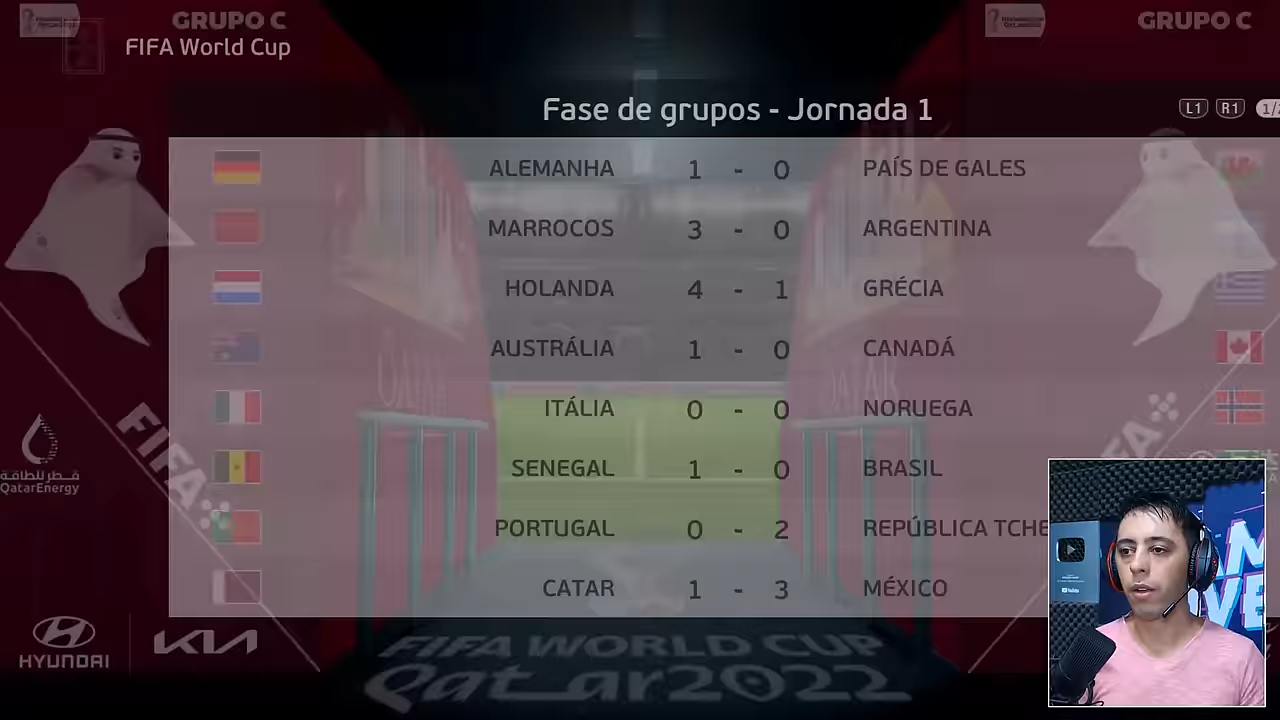 GRUPO C
GRUPO C
FIFA World Cup
Fase de grupos - Jornada 1
L1 R1
ALEMANHA 1 - 0 PAÍS DE GALES
MARROCOS 3 - 0 ARGENTINA
HOLANDA 4 - 1 GRÉCIA
AUSTRÁLIA 1 - 0 CANADÁ
ITÁLIA 0 - 0 NORUEGA
SENEGAL 1 - 0 BRASIL
PORTUGAL 0 - 2 REPÚBLICA TCHE
CATAR 1 - 3 MÉXICO
FIFA
قطر للطاقة
QatarEnergy
HYUNDAI
KIA
FIFA WORLD CUP
Qatar2022